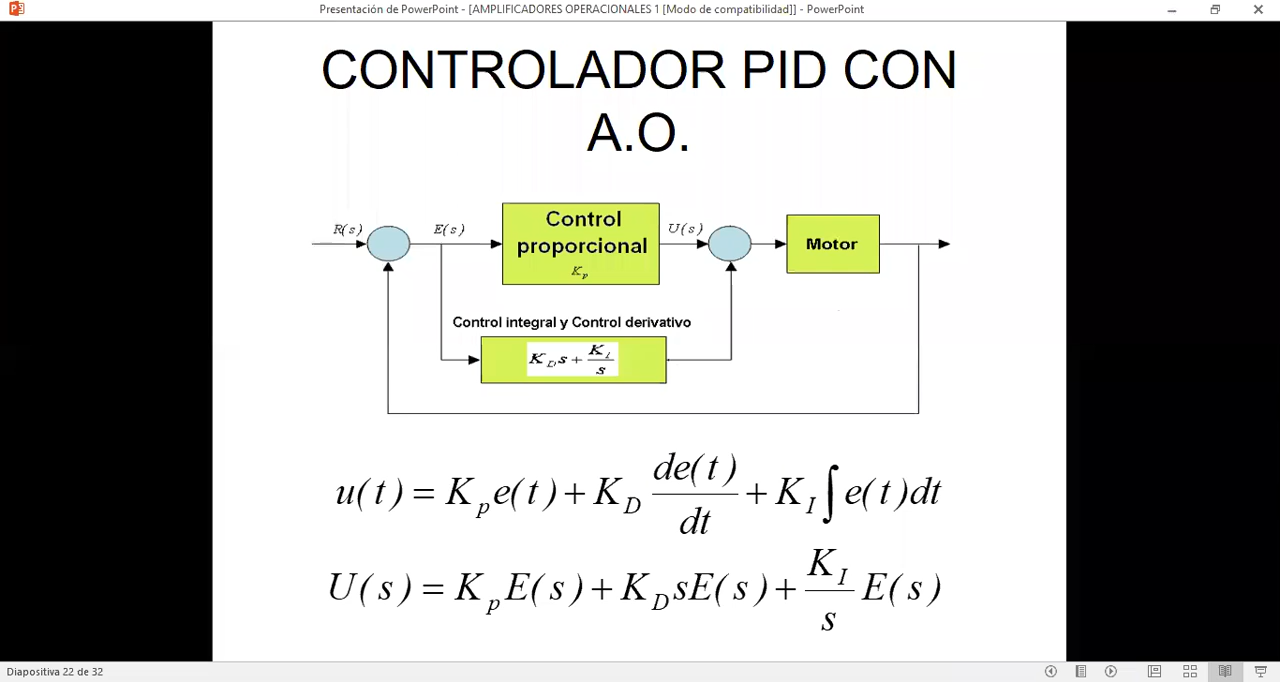 Presentación de PowerPoint - [AMPLIFICADORES OPERACIONALES 1 [Modo de compatibilidad]] - PowerPoint
CONTROLADOR PID CON
A.O.
R(s)
E(s)
Control
proporcional
K_p
U(s)
Motor
Control integral y Control derivativo
K_D s + K_I/s
u(t) = K_p e(t) + K_D de(t)/dt + K_I ∫ e(t)dt
U(s) = K_p E(s) + K_D sE(s) + K_I/s E(s)
Diapositiva 22 de 32